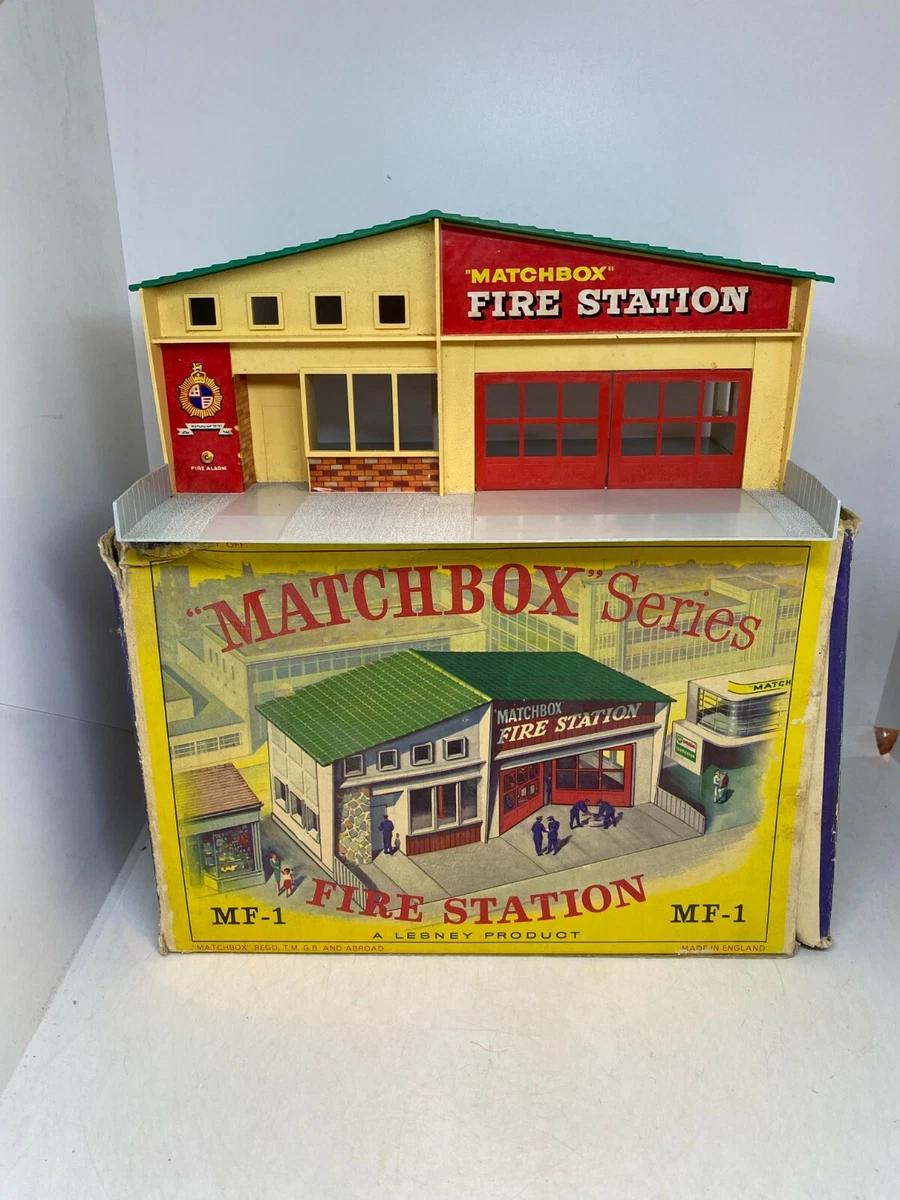 "MATCHBOX"
FIRE STATION
FIRE ALARM
"MATCHBOX" Series
"MATCH
MATCHBOX
FIRE STATION
FIRE STATION
MF-1
MF-1
A LESNEY PRODUCT
"MATCHBOX" REGD. T.M. G.B. AND ABROAD
MADE IN ENGLAND